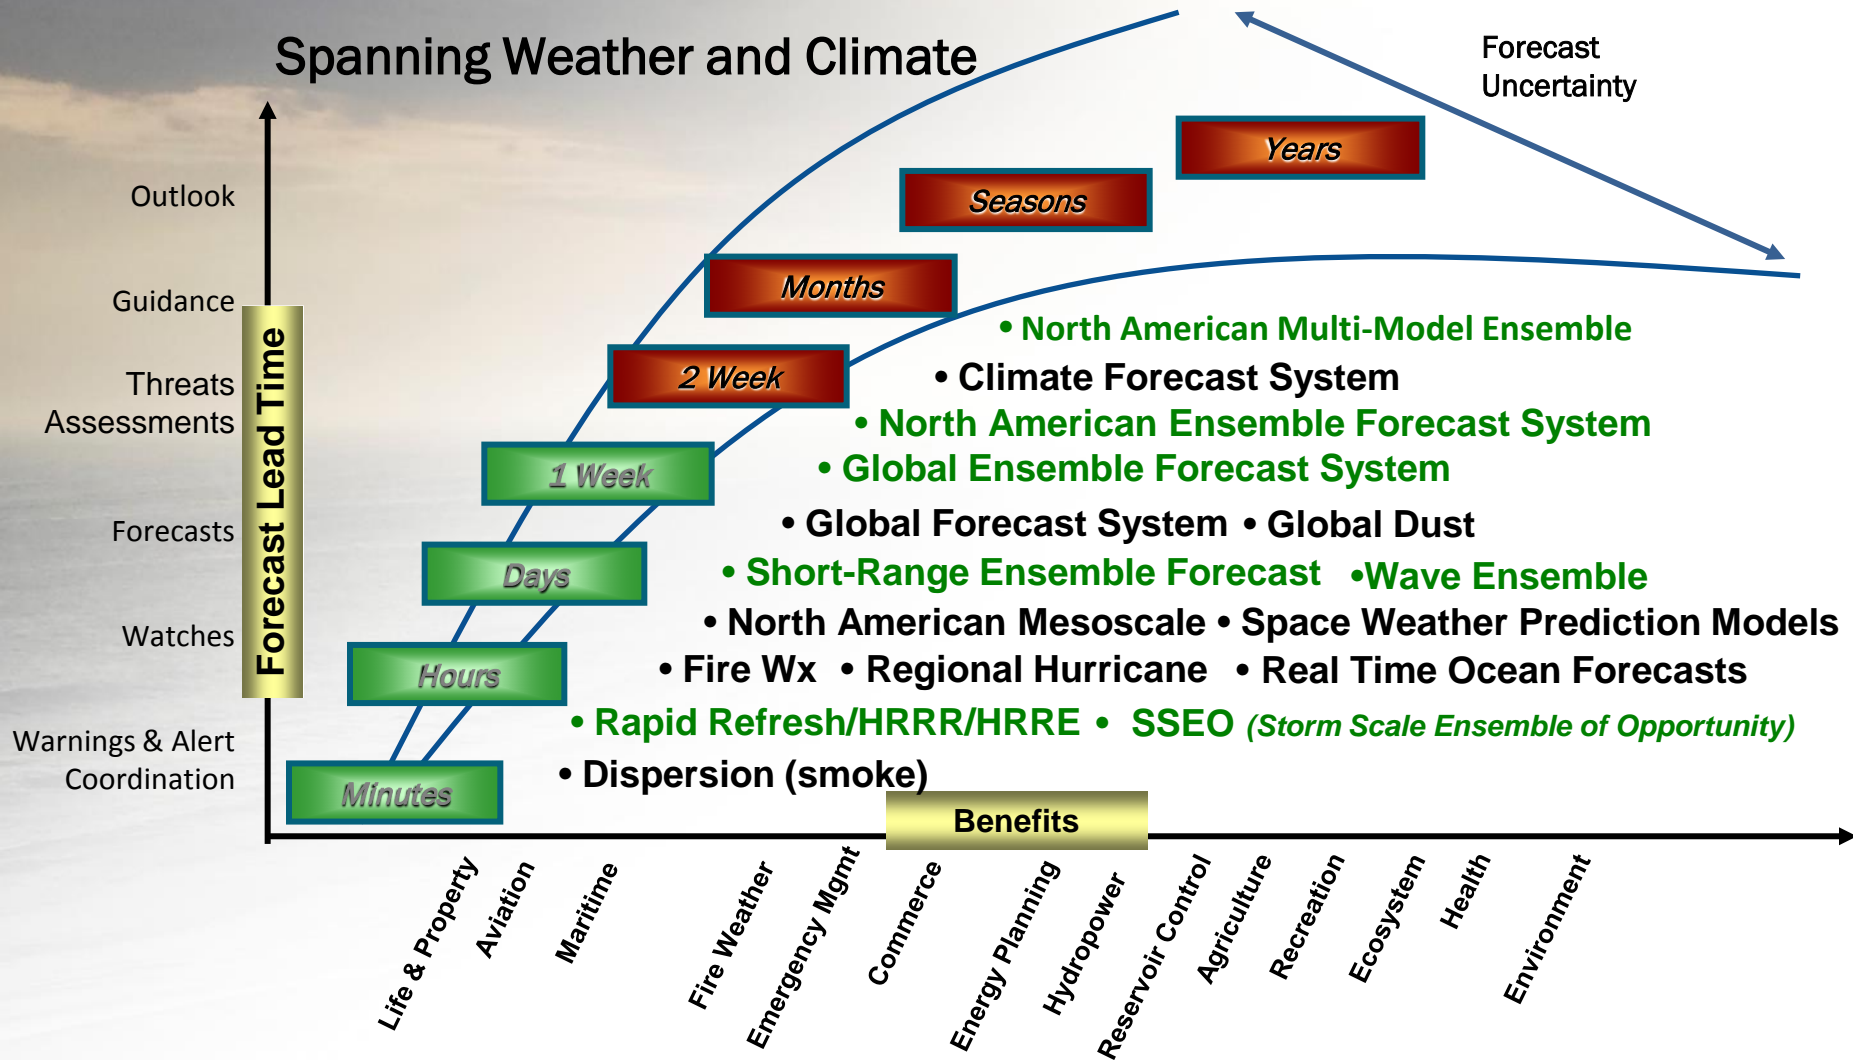 Spanning Weather and Climate
Forecast
Uncertainty
Outlook
Guidance
Threats
Assessments
Forecasts
Watches
Warnings & Alert
Coordination
Forecast Lead Time
Years
Seasons
Months
2 Week
1 Week
Days
Hours
Minutes
• North American Multi-Model Ensemble
• Climate Forecast System
• North American Ensemble Forecast System
• Global Ensemble Forecast System
• Global Forecast System • Global Dust
• Short-Range Ensemble Forecast •Wave Ensemble
• North American Mesoscale • Space Weather Prediction Models
• Fire Wx • Regional Hurricane • Real Time Ocean Forecasts
• Rapid Refresh/HRRR/HRRE • SSEO (Storm Scale Ensemble of Opportunity)
• Dispersion (smoke)
Benefits
Life & Property
Aviation
Maritime
Fire Weather
Emergency Mgmt
Commerce
Energy Planning
Hydropower
Reservoir Control
Agriculture
Recreation
Ecosystem
Health
Environment